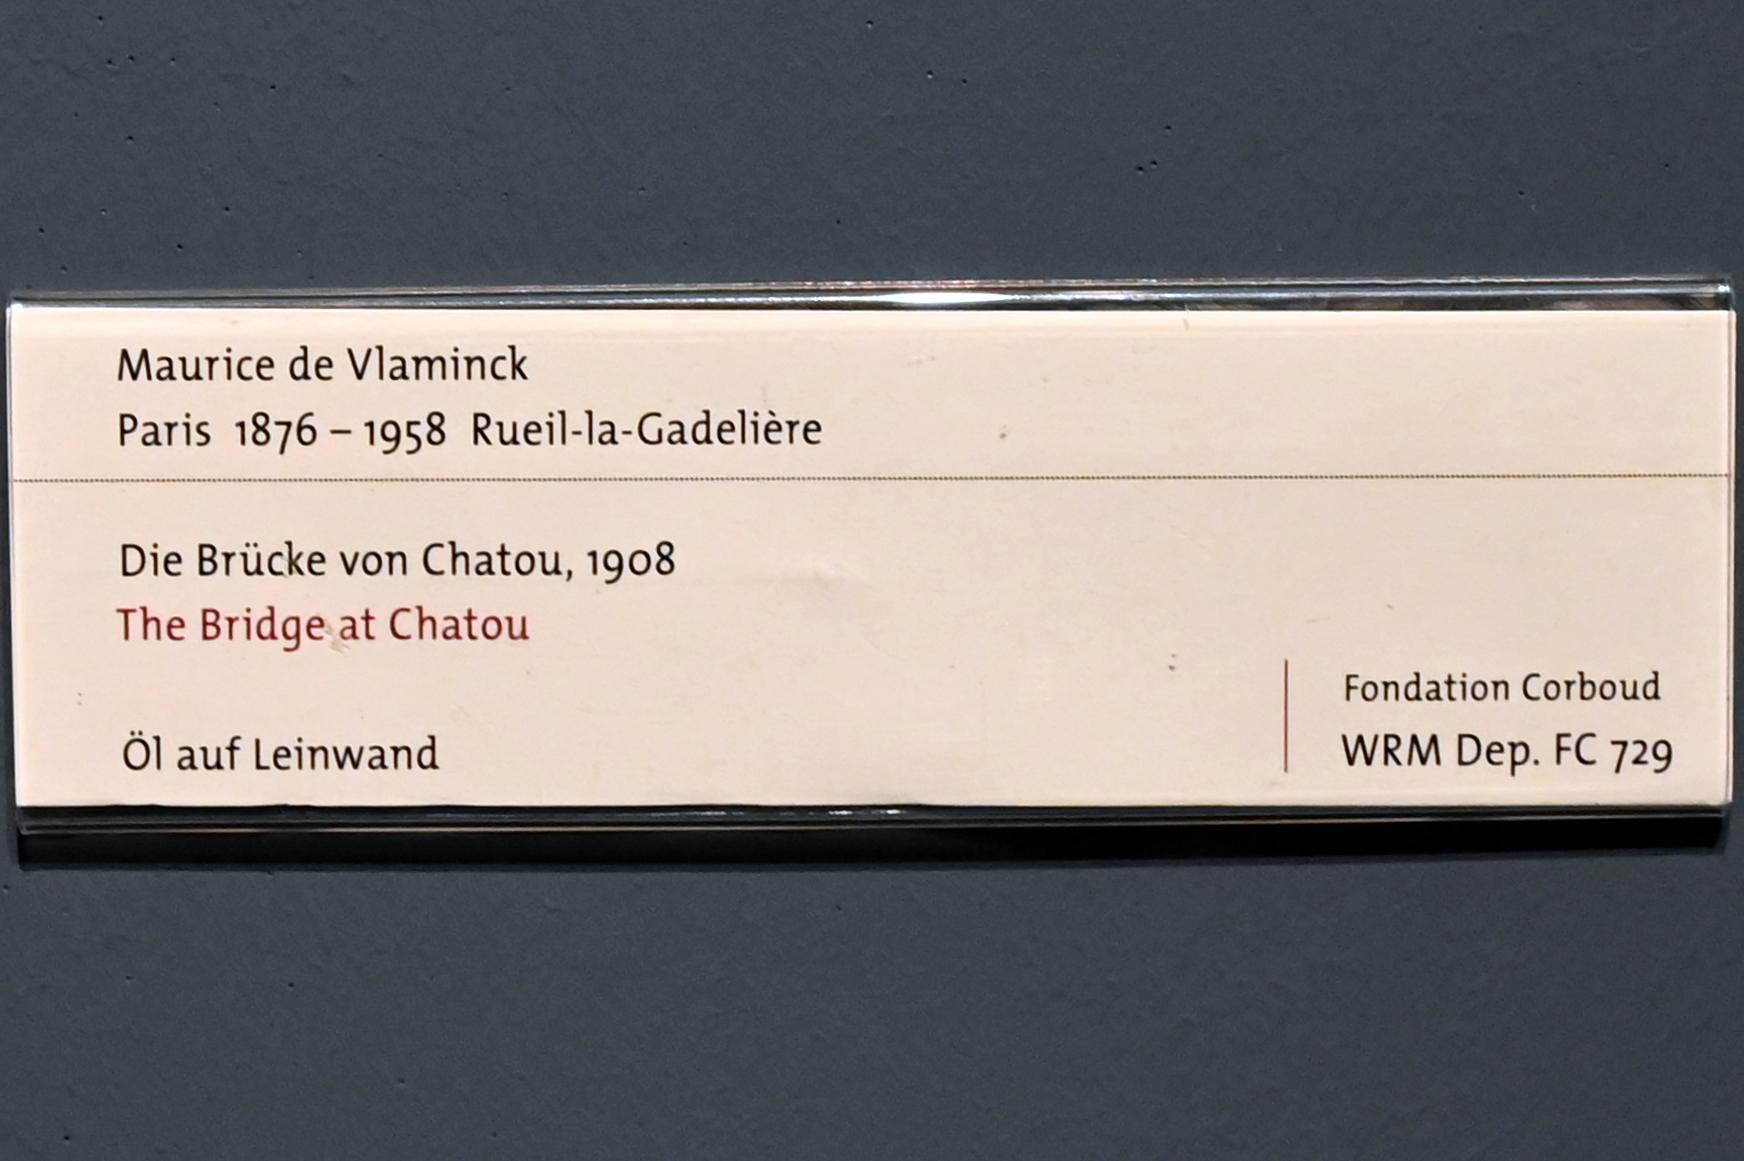 Maurice de Vlaminck
Paris 1876 – 1958 Rueil-la-Gadelière
Die Brücke von Chatou, 1908
The Bridge at Chatou
Öl auf Leinwand
Fondation Corboud
WRM Dep. FC 729